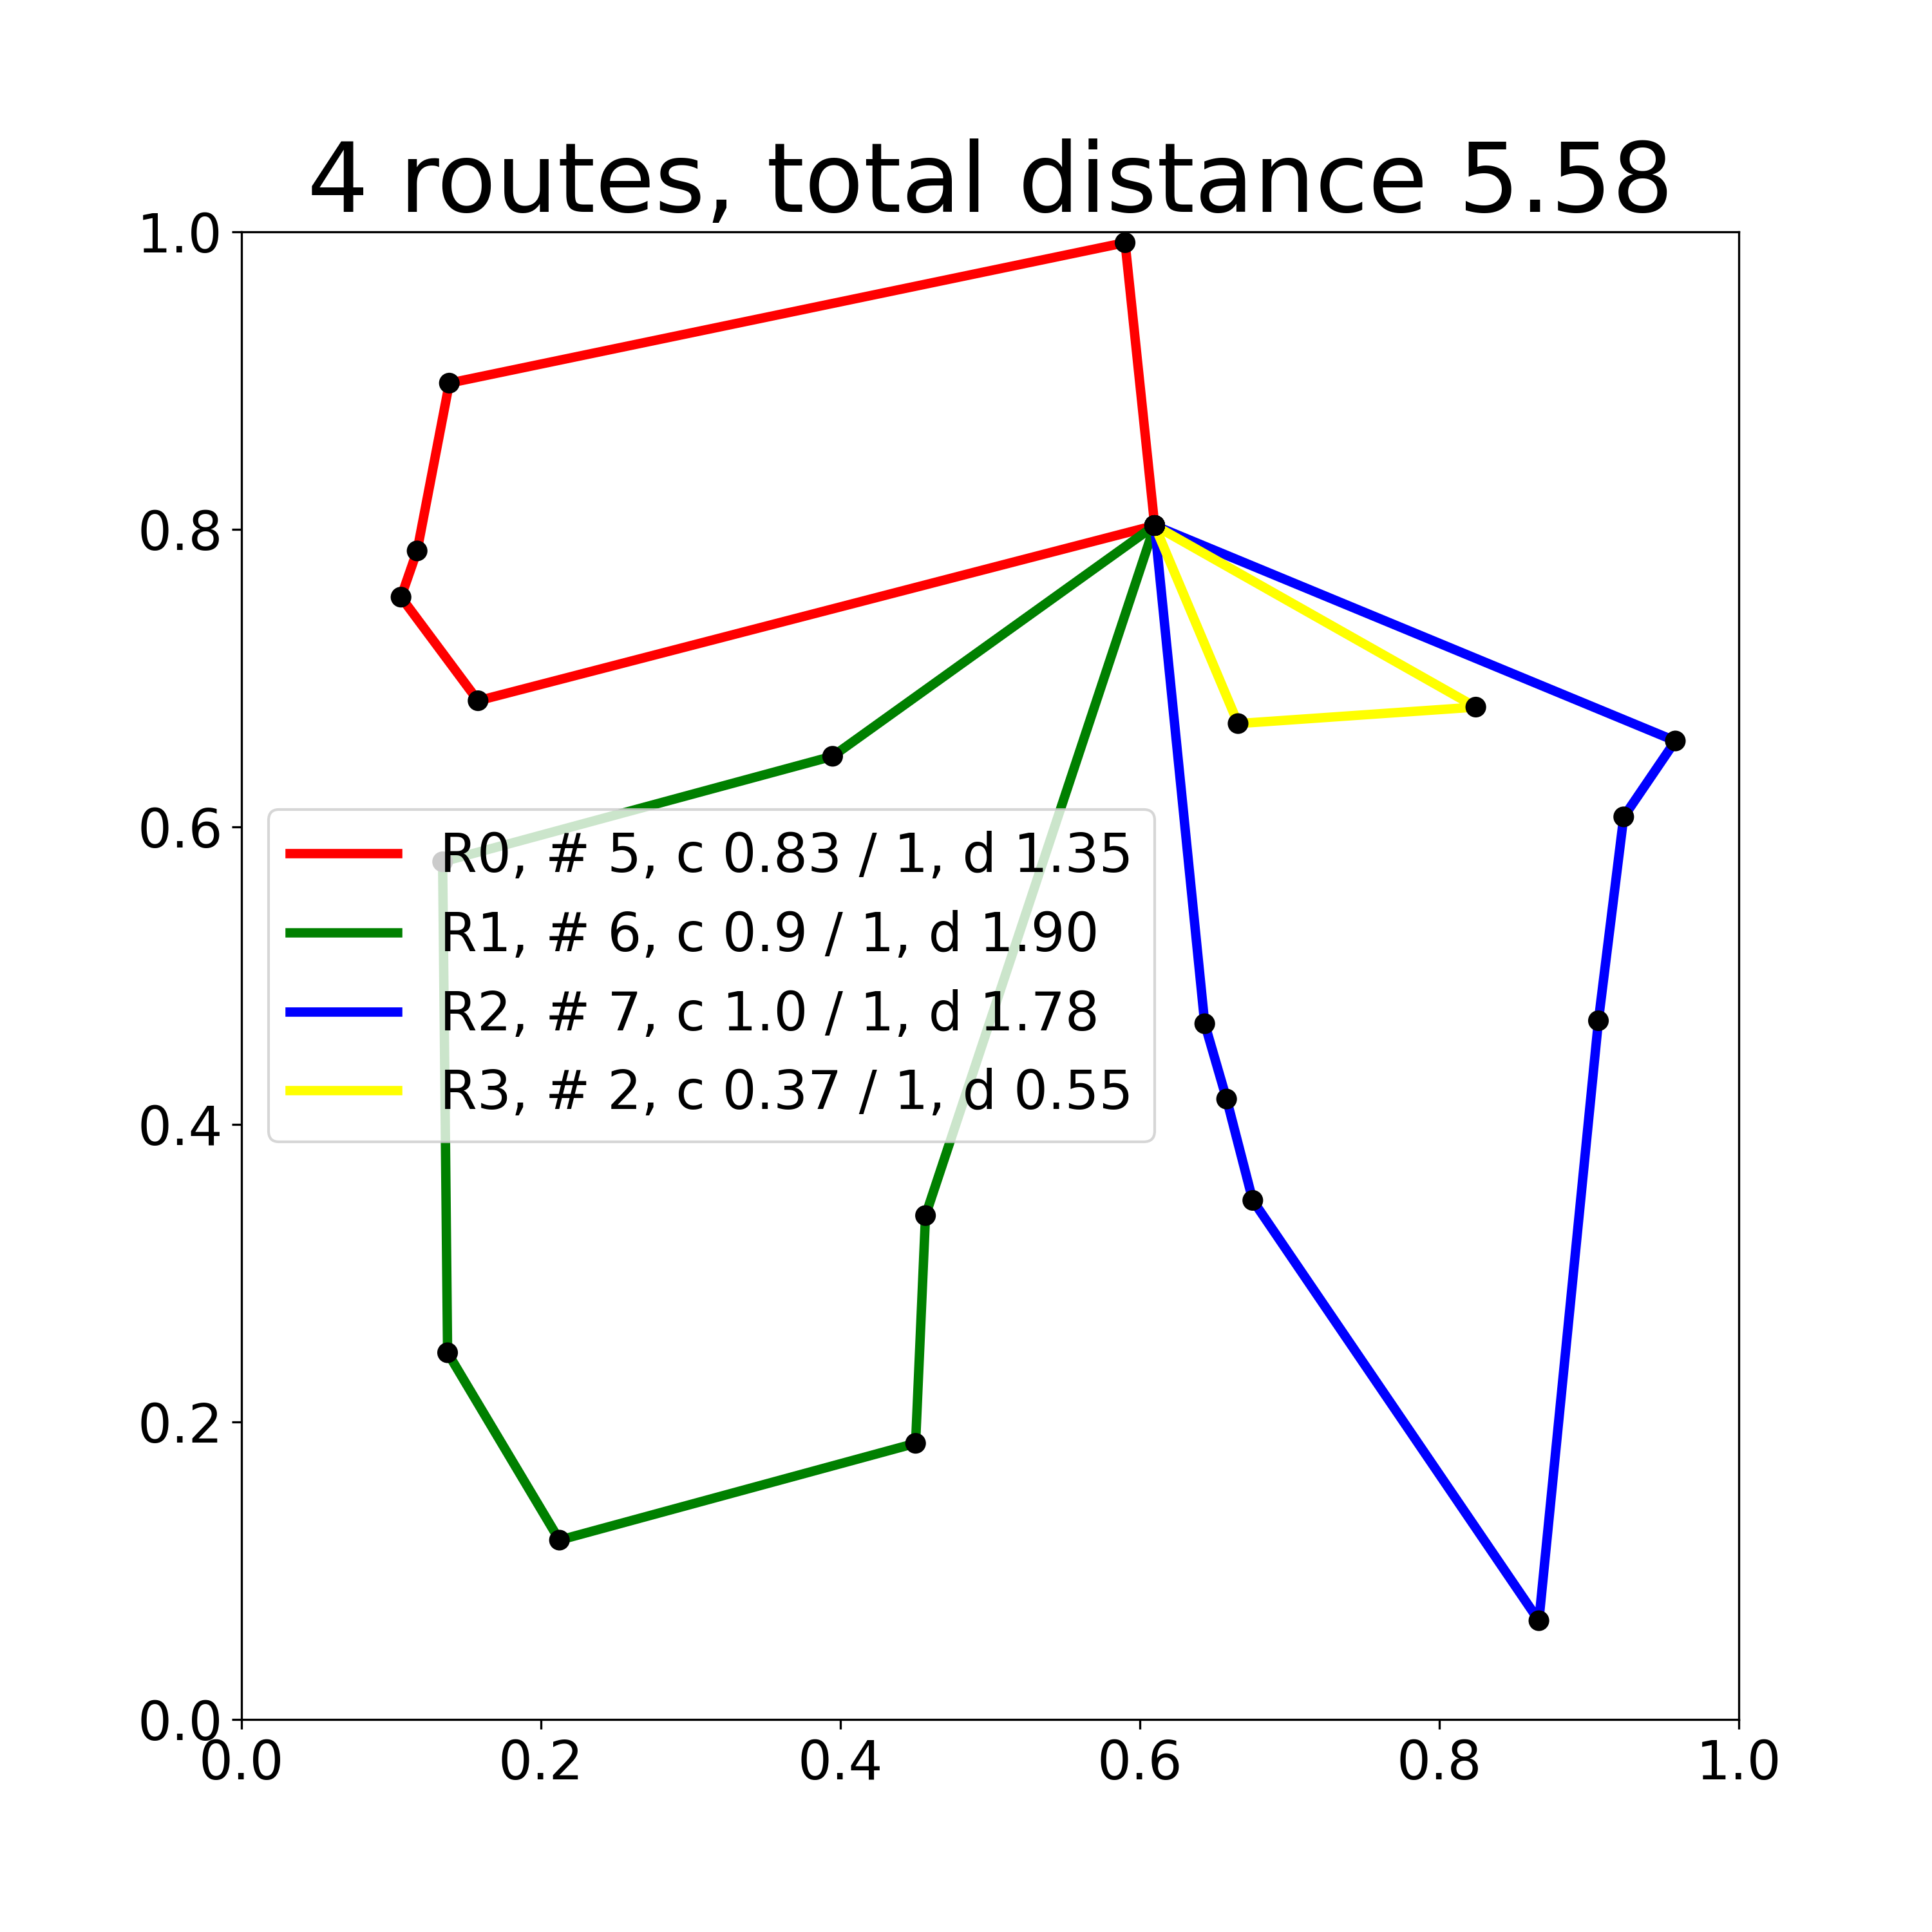 4 routes, total distance 5.58
1.0
0.8
0.6
0.4
0.2
0.0
R0, # 5, c 0.83 / 1, d 1.35
R1, # 6, c 0.9 / 1, d 1.90
R2, # 7, c 1.0 / 1, d 1.78
R3, # 2, c 0.37 / 1, d 0.55
0.0 0.2 0.4 0.6 0.8 1.0